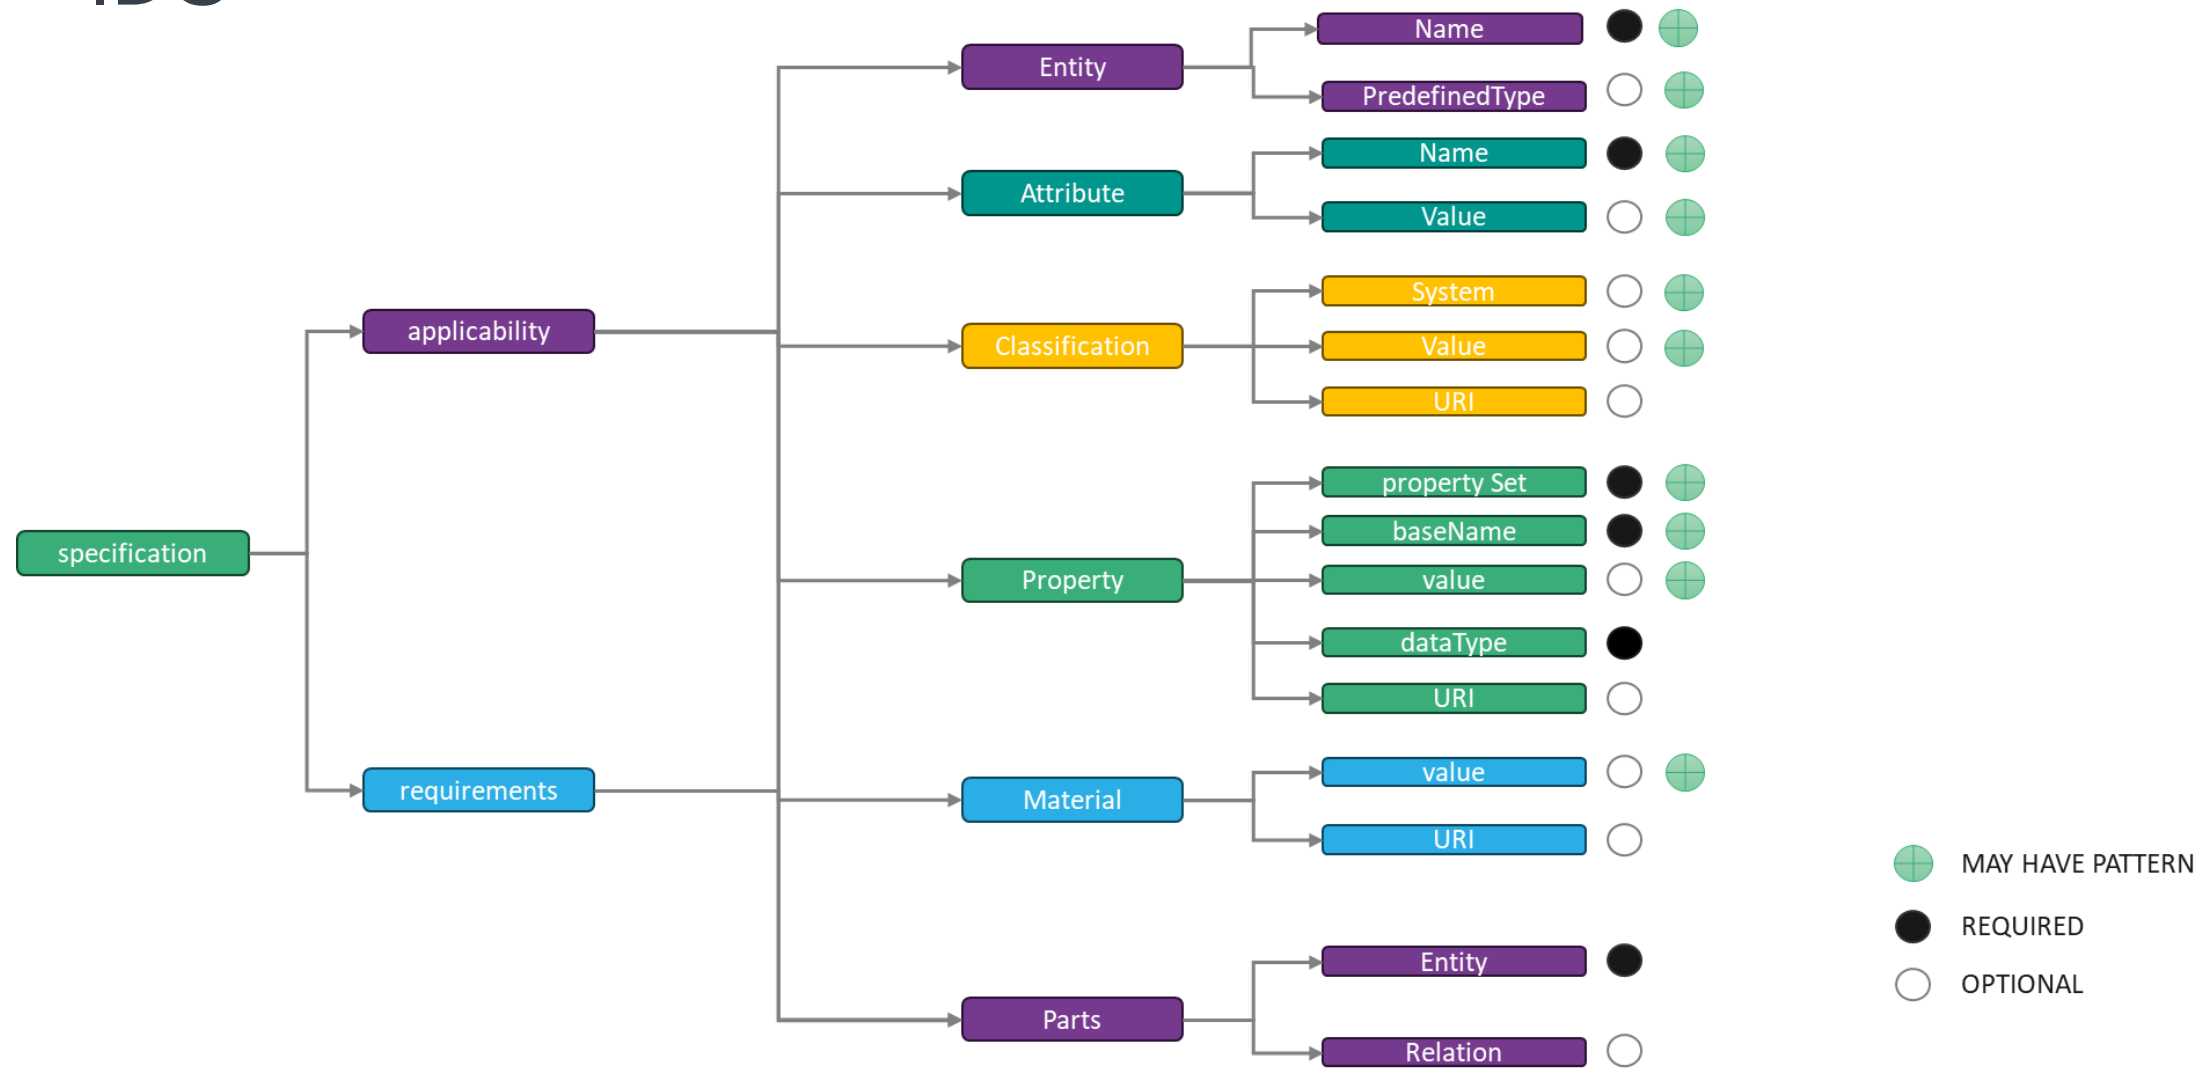 Name
Entity
PredefinedType
Name
Attribute
Value
System
applicability
Classification
Value
URI
property Set
baseName
specification
Property
value
dataType
URI
value
requirements
Material
URI
MAY HAVE PATTERN
REQUIRED
Entity
OPTIONAL
Parts
Relation